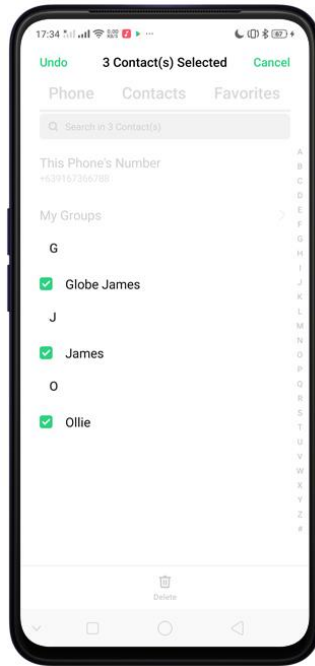 17:34
Undo 3 Contact(s) Selected Cancel
Phone Contacts Favorites
Search in 3 Contact(s)
This Phone's Number
+639167366788
My Groups
G
Globe James
J
James
O
Ollie
A
B
C
D
E
F
G
H
I
J
K
L
M
N
O
P
Q
R
S
T
U
V
W
X
Y
Z
#
Delete